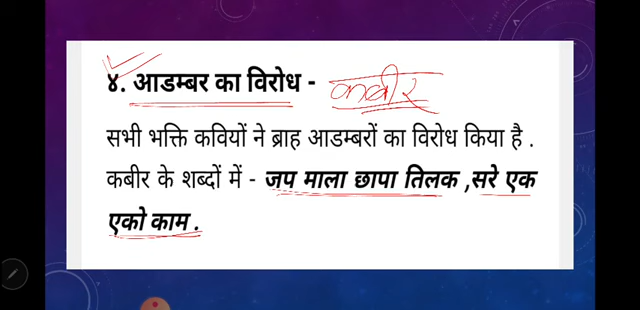 ४. आडम्बर का विरोध - कबीर
सभी भक्ति कवियों ने ब्राह आडम्बरों का विरोध किया है .
कबीर के शब्दों में - जप माला छापा तिलक ,सरे एक
एको काम .